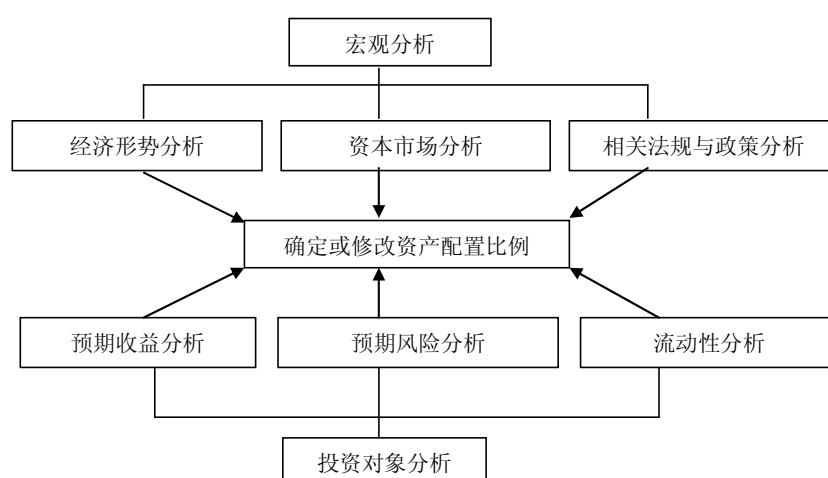 宏观分析
经济形势分析
资本市场分析
相关法规与政策分析
确定或修改资产配置比例
预期收益分析
预期风险分析
流动性分析
投资对象分析